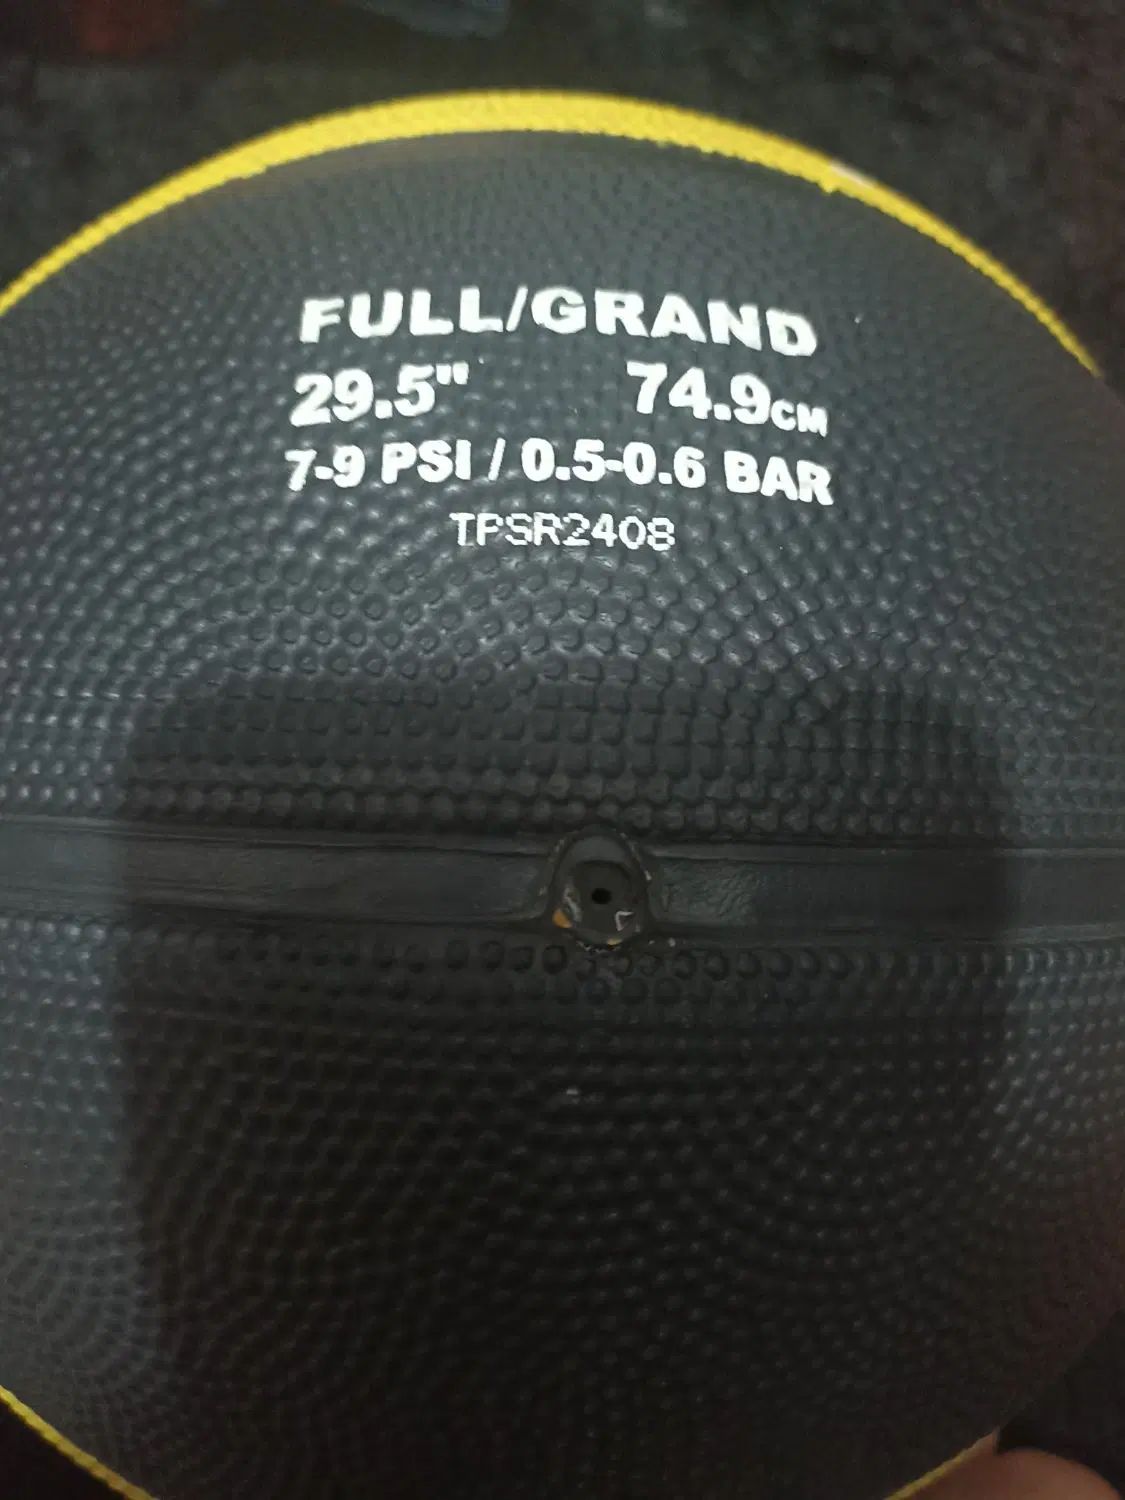 FULL/GRAND
29.5" 74.9CM
7-9 PSI / 0.5-0.6 BAR
TPSR2408